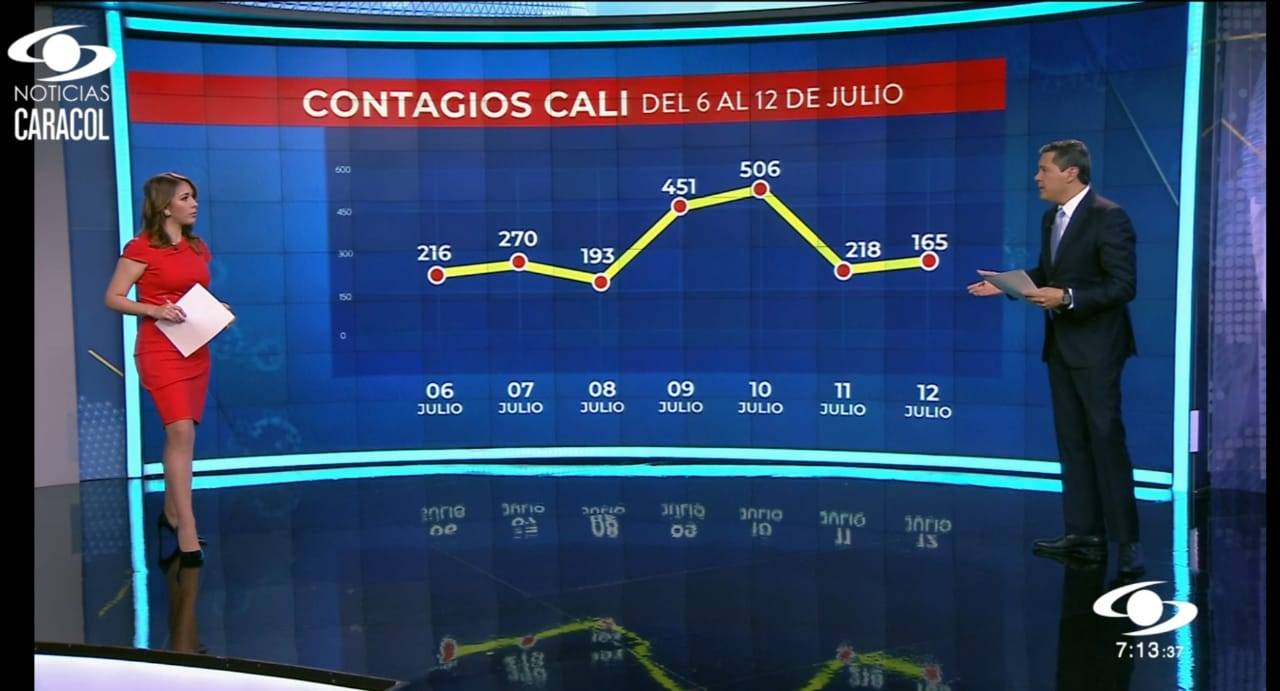 NOTICIAS
CARACOL
CONTAGIOS CALI DEL 6 AL 12 DE JULIO
600
450
300
150
0
216
270
193
451
506
218
165
06 JULIO
07 JULIO
08 JULIO
09 JULIO
10 JULIO
11 JULIO
12 JULIO
7:13:37